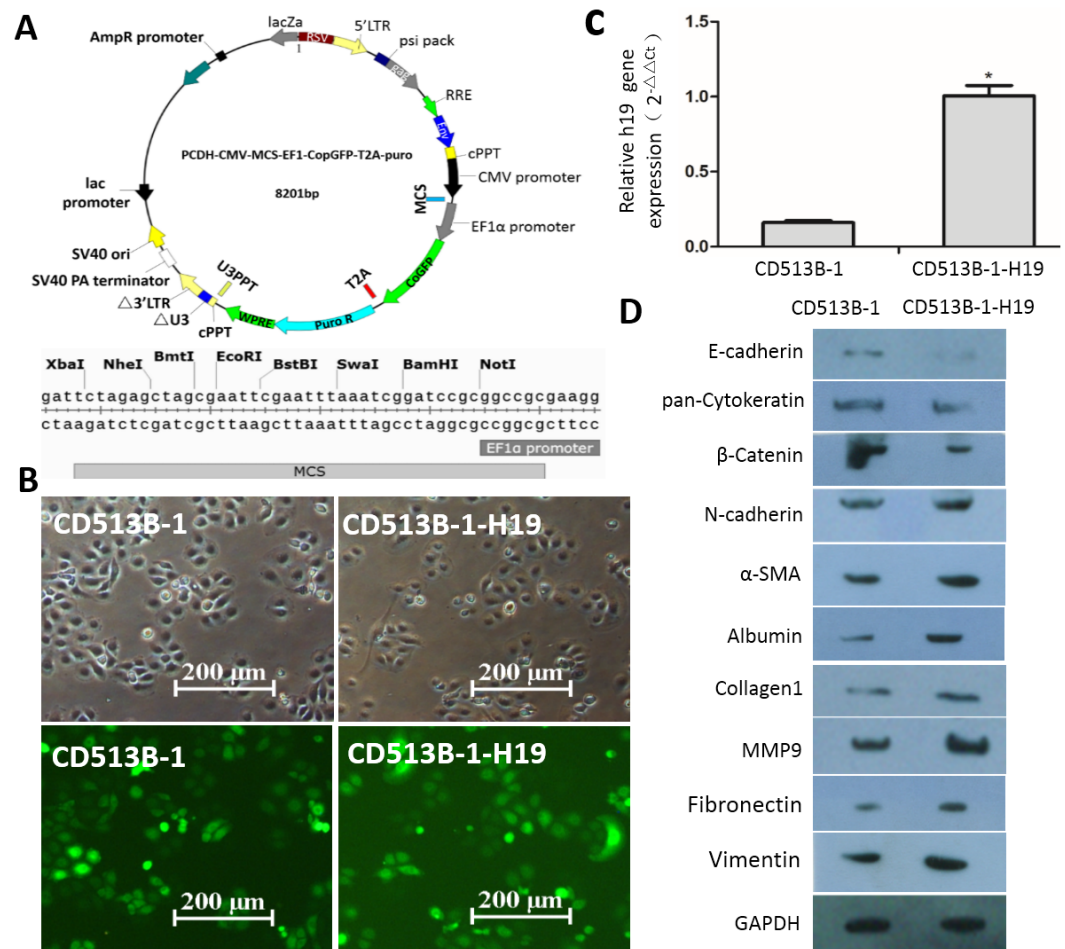 A
lacZa
RSV
1
5'LTR
psi pack
gag
AmpR promoter
RRE
Env
cPPT
CMV promoter
PCDH-CMV-MCS-EF1-CopGFP-T2A-puro
8201bp
MCS
EF1α promoter
lac
promoter
SV40 ori
SV40 PA terminator
△3'LTR
△U3
U3PPT
cPPT
WPRE
Puro R
T2A
CoGFP
XbaI NheI BmtI EcoRI BstBI SwaI BamHI NotI
gattctagagctagcgaattcgaatttaaatcggatccgcggccgcgaagg
ctaagatctcgatcgcttaagcttaaatttagcctaggcgccggcgcttcc
EF1α promoter
MCS
B
CD513B-1
200 μm
CD513B-1-H19
200 μm
CD513B-1
200 μm
CD513B-1-H19
200 μm
C
Relative h19 gene
expression ( 2-△△Ct )
1.5
1.0
0.5
0.0
*
CD513B-1
CD513B-1-H19
D
CD513B-1 CD513B-1-H19
E-cadherin
pan-Cytokeratin
β-Catenin
N-cadherin
α-SMA
Albumin
Collagen1
MMP9
Fibronectin
Vimentin
GAPDH